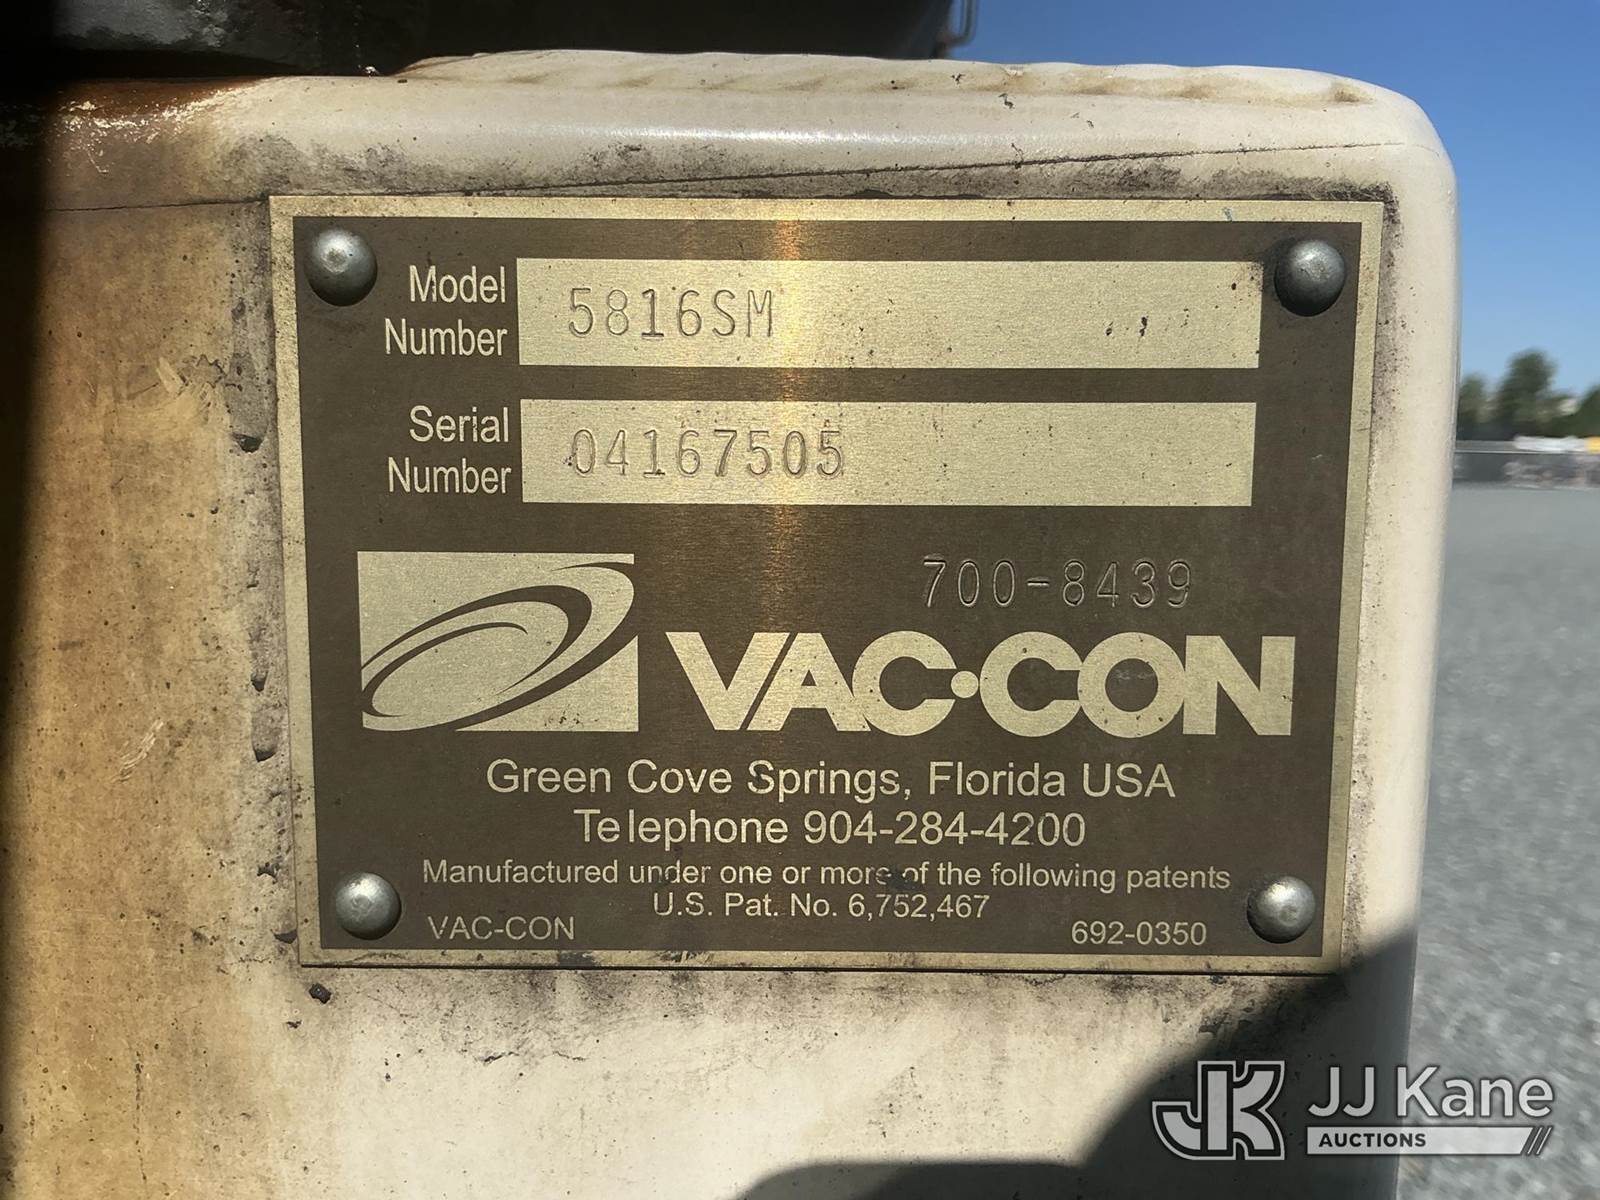 Model Number 5816SM
Serial Number 04167505
700-8439
VAC·CON
Green Cove Springs, Florida USA
Telephone 904-284-4200
Manufactured under one or more of the following patents
U.S. Pat. No. 6,752,467
VAC-CON 692-0350
JK JJ Kane
AUCTIONS